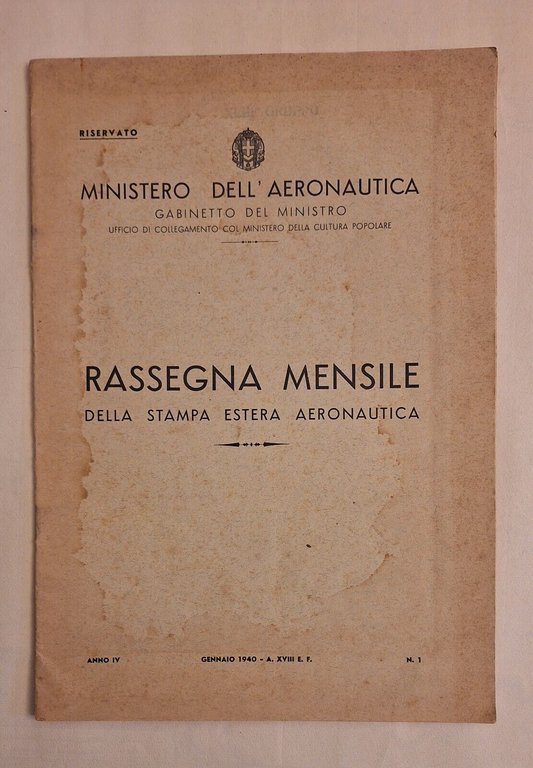 RISERVATO
MINISTERO DELL'AERONAUTICA
GABINETTO DEL MINISTRO
UFFICIO DI COLLEGAMENTO COL MINISTERO DELLA CULTURA POPOLARE
RASSEGNA MENSILE
DELLA STAMPA ESTERA AERONAUTICA
ANNO IV GENNAIO 1940 - A. XVIII E. F. N. 1